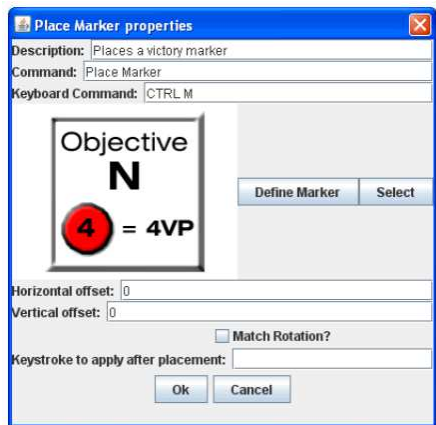 Place Marker properties
Description: Places a victory marker
Command: Place Marker
Keyboard Command: CTRL M
Objective
N
4 = 4VP
Define Marker Select
Horizontal offset: 0
Vertical offset: 0
Match Rotation?
Keystroke to apply after placement:
Ok Cancel